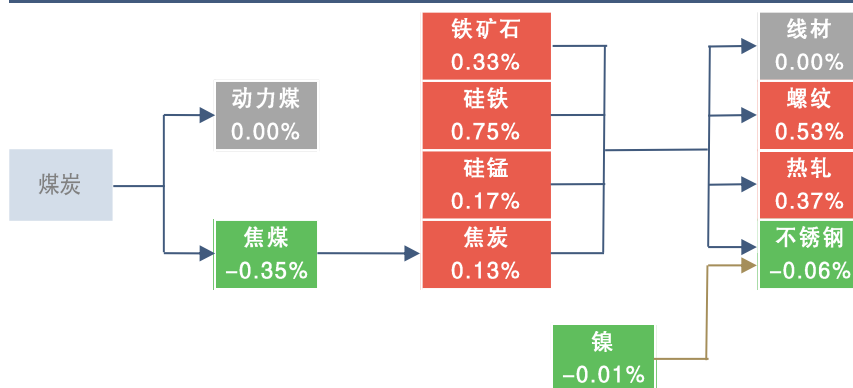 煤炭
动力煤
0.00%
焦煤
-0.35%
铁矿石
0.33%
硅铁
0.75%
硅锰
0.17%
焦炭
0.13%
镍
-0.01%
线材
0.00%
螺纹
0.53%
热轧
0.37%
不锈钢
-0.06%